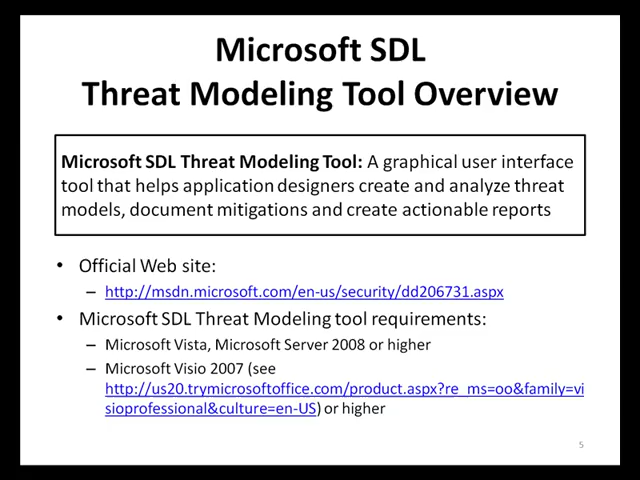 Microsoft SDL
Threat Modeling Tool Overview
Microsoft SDL Threat Modeling Tool: A graphical user interface
tool that helps application designers create and analyze threat
models, document mitigations and create actionable reports
• Official Web site:
– http://msdn.microsoft.com/en-us/security/dd206731.aspx
• Microsoft SDL Threat Modeling tool requirements:
– Microsoft Vista, Microsoft Server 2008 or higher
– Microsoft Visio 2007 (see
http://us20.trymicrosoftoffice.com/product.aspx?re_ms=oo&family=vi
sioprofessional&culture=en-US) or higher
5